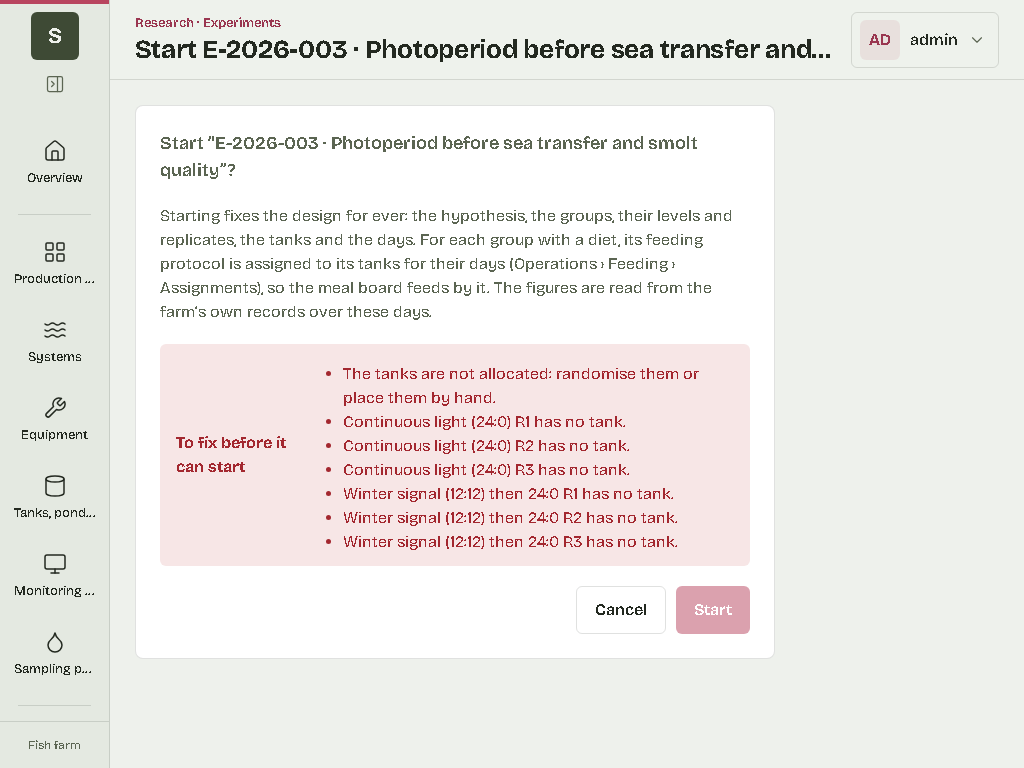 S
Overview
Production ...
Systems
Equipment
Tanks, pond...
Monitoring ...
Sampling p...
Fish farm
Research · Experiments
Start E-2026-003 · Photoperiod before sea transfer and...
AD
admin
Start “E-2026-003 · Photoperiod before sea transfer and smolt
quality”?
Starting fixes the design for ever: the hypothesis, the groups, their levels and
replicates, the tanks and the days. For each group with a diet, its feeding
protocol is assigned to its tanks for their days (Operations › Feeding ›
Assignments), so the meal board feeds by it. The figures are read from the
farm's own records over these days.
To fix before it
can start
• The tanks are not allocated: randomise them or
place them by hand.
• Continuous light (24:0) R1 has no tank.
• Continuous light (24:0) R2 has no tank.
• Continuous light (24:0) R3 has no tank.
• Winter signal (12:12) then 24:0 R1 has no tank.
• Winter signal (12:12) then 24:0 R2 has no tank.
• Winter signal (12:12) then 24:0 R3 has no tank.
Cancel
Start